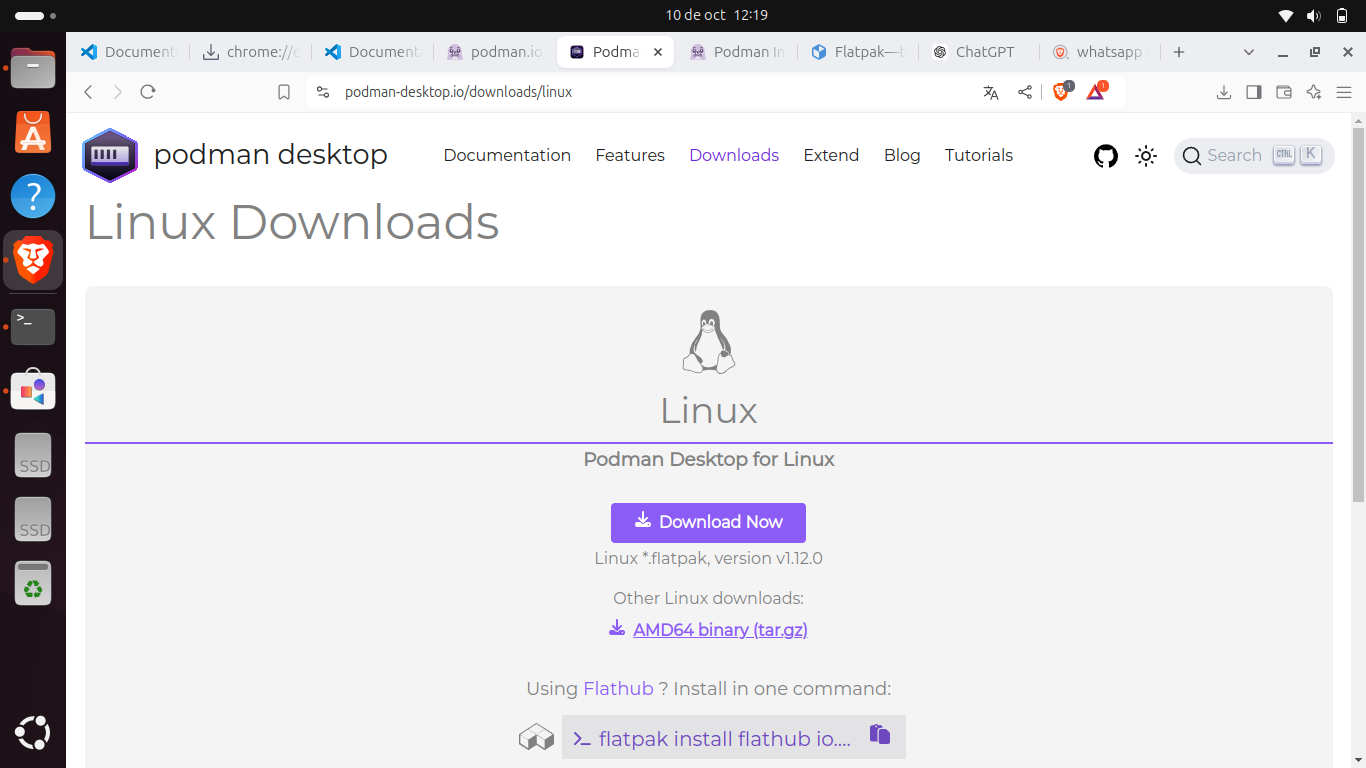 10 de oct 12:19
Document
chrome://d
Document
podman.io
Podma
Podman In
Flatpak—t
ChatGPT
whatsapp
podman-desktop.io/downloads/linux
1
1
podman desktop
Documentation
Features
Downloads
Extend
Blog
Tutorials
Search
CTRL
K
Linux Downloads
Linux
Podman Desktop for Linux
Download Now
Linux *.flatpak, version v1.12.0
Other Linux downloads:
AMD64 binary (tar.gz)
Using Flathub ? Install in one command:
>_ flatpak install flathub io....
>_
SSD
SSD